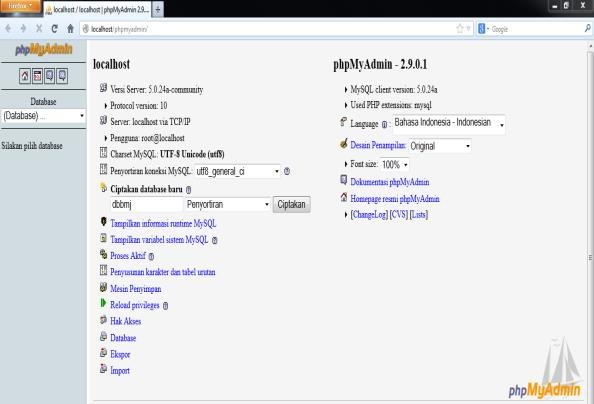 Firefox
localhost / localhost | phpMyAdmin 2.9....
localhost/phpmyadmin/
Google
phpMyAdmin
Database
(Database) ...
Silakan pilih database
localhost
Versi Server: 5.0.24a-community
Protocol version: 10
Server: localhost via TCP/IP
Pengguna: root@localhost
Charset MySQL: UTF-8 Unicode (utf8)
Penyortiran koneksi MySQL: utf8_general_ci
Ciptakan database baru
dbbmj Penyortiran Ciptakan
Tampilkan informasi runtime MySQL
Tampilkan variabel sistem MySQL
Proses Aktif
Penyusunan karakter dan tabel urutan
Mesin Penyimpan
Reload privileges
Hak Akses
Database
Ekspor
Import
phpMyAdmin - 2.9.0.1
MySQL client version: 5.0.24a
Used PHP extensions: mysql
Language : Bahasa Indonesia - Indonesian
Desain Penampilan: Original
Font size: 100%
Dokumentasi phpMyAdmin
Homepage resmi phpMyAdmin
[ChangeLog] [CVS] [Lists]
phpMyAdmin